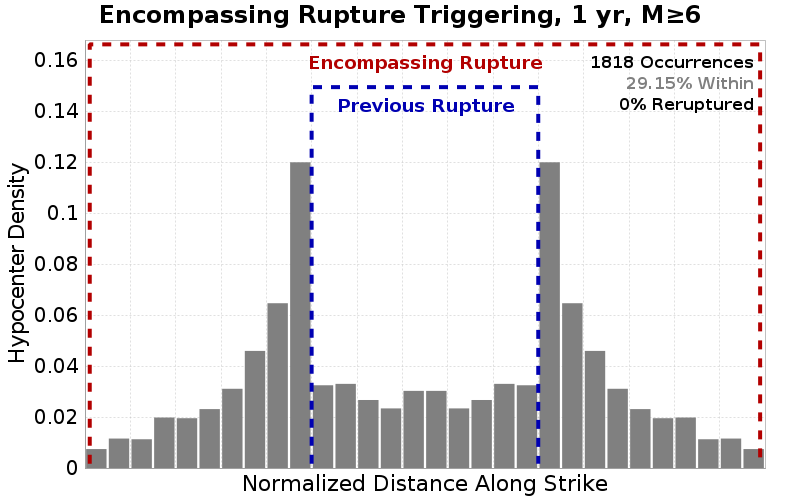 Encompassing Rupture Triggering, 1 yr, M≥6
Encompassing Rupture
Previous Rupture
1818 Occurrences
29.15% Within
0% Reruptured
Hypocenter Density
0.16
0.14
0.12
0.1
0.08
0.06
0.04
0.02
0
Normalized Distance Along Strike